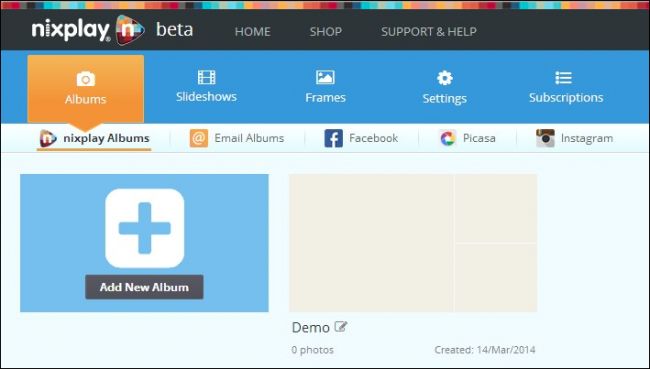 nixplay® n beta HOME SHOP SUPPORT & HELP
Albums Slideshows Frames Settings Subscriptions
n nixplay Albums @ Email Albums f Facebook Picasa Instagram
Add New Album
Demo
0 photos Created: 14/Mar/2014